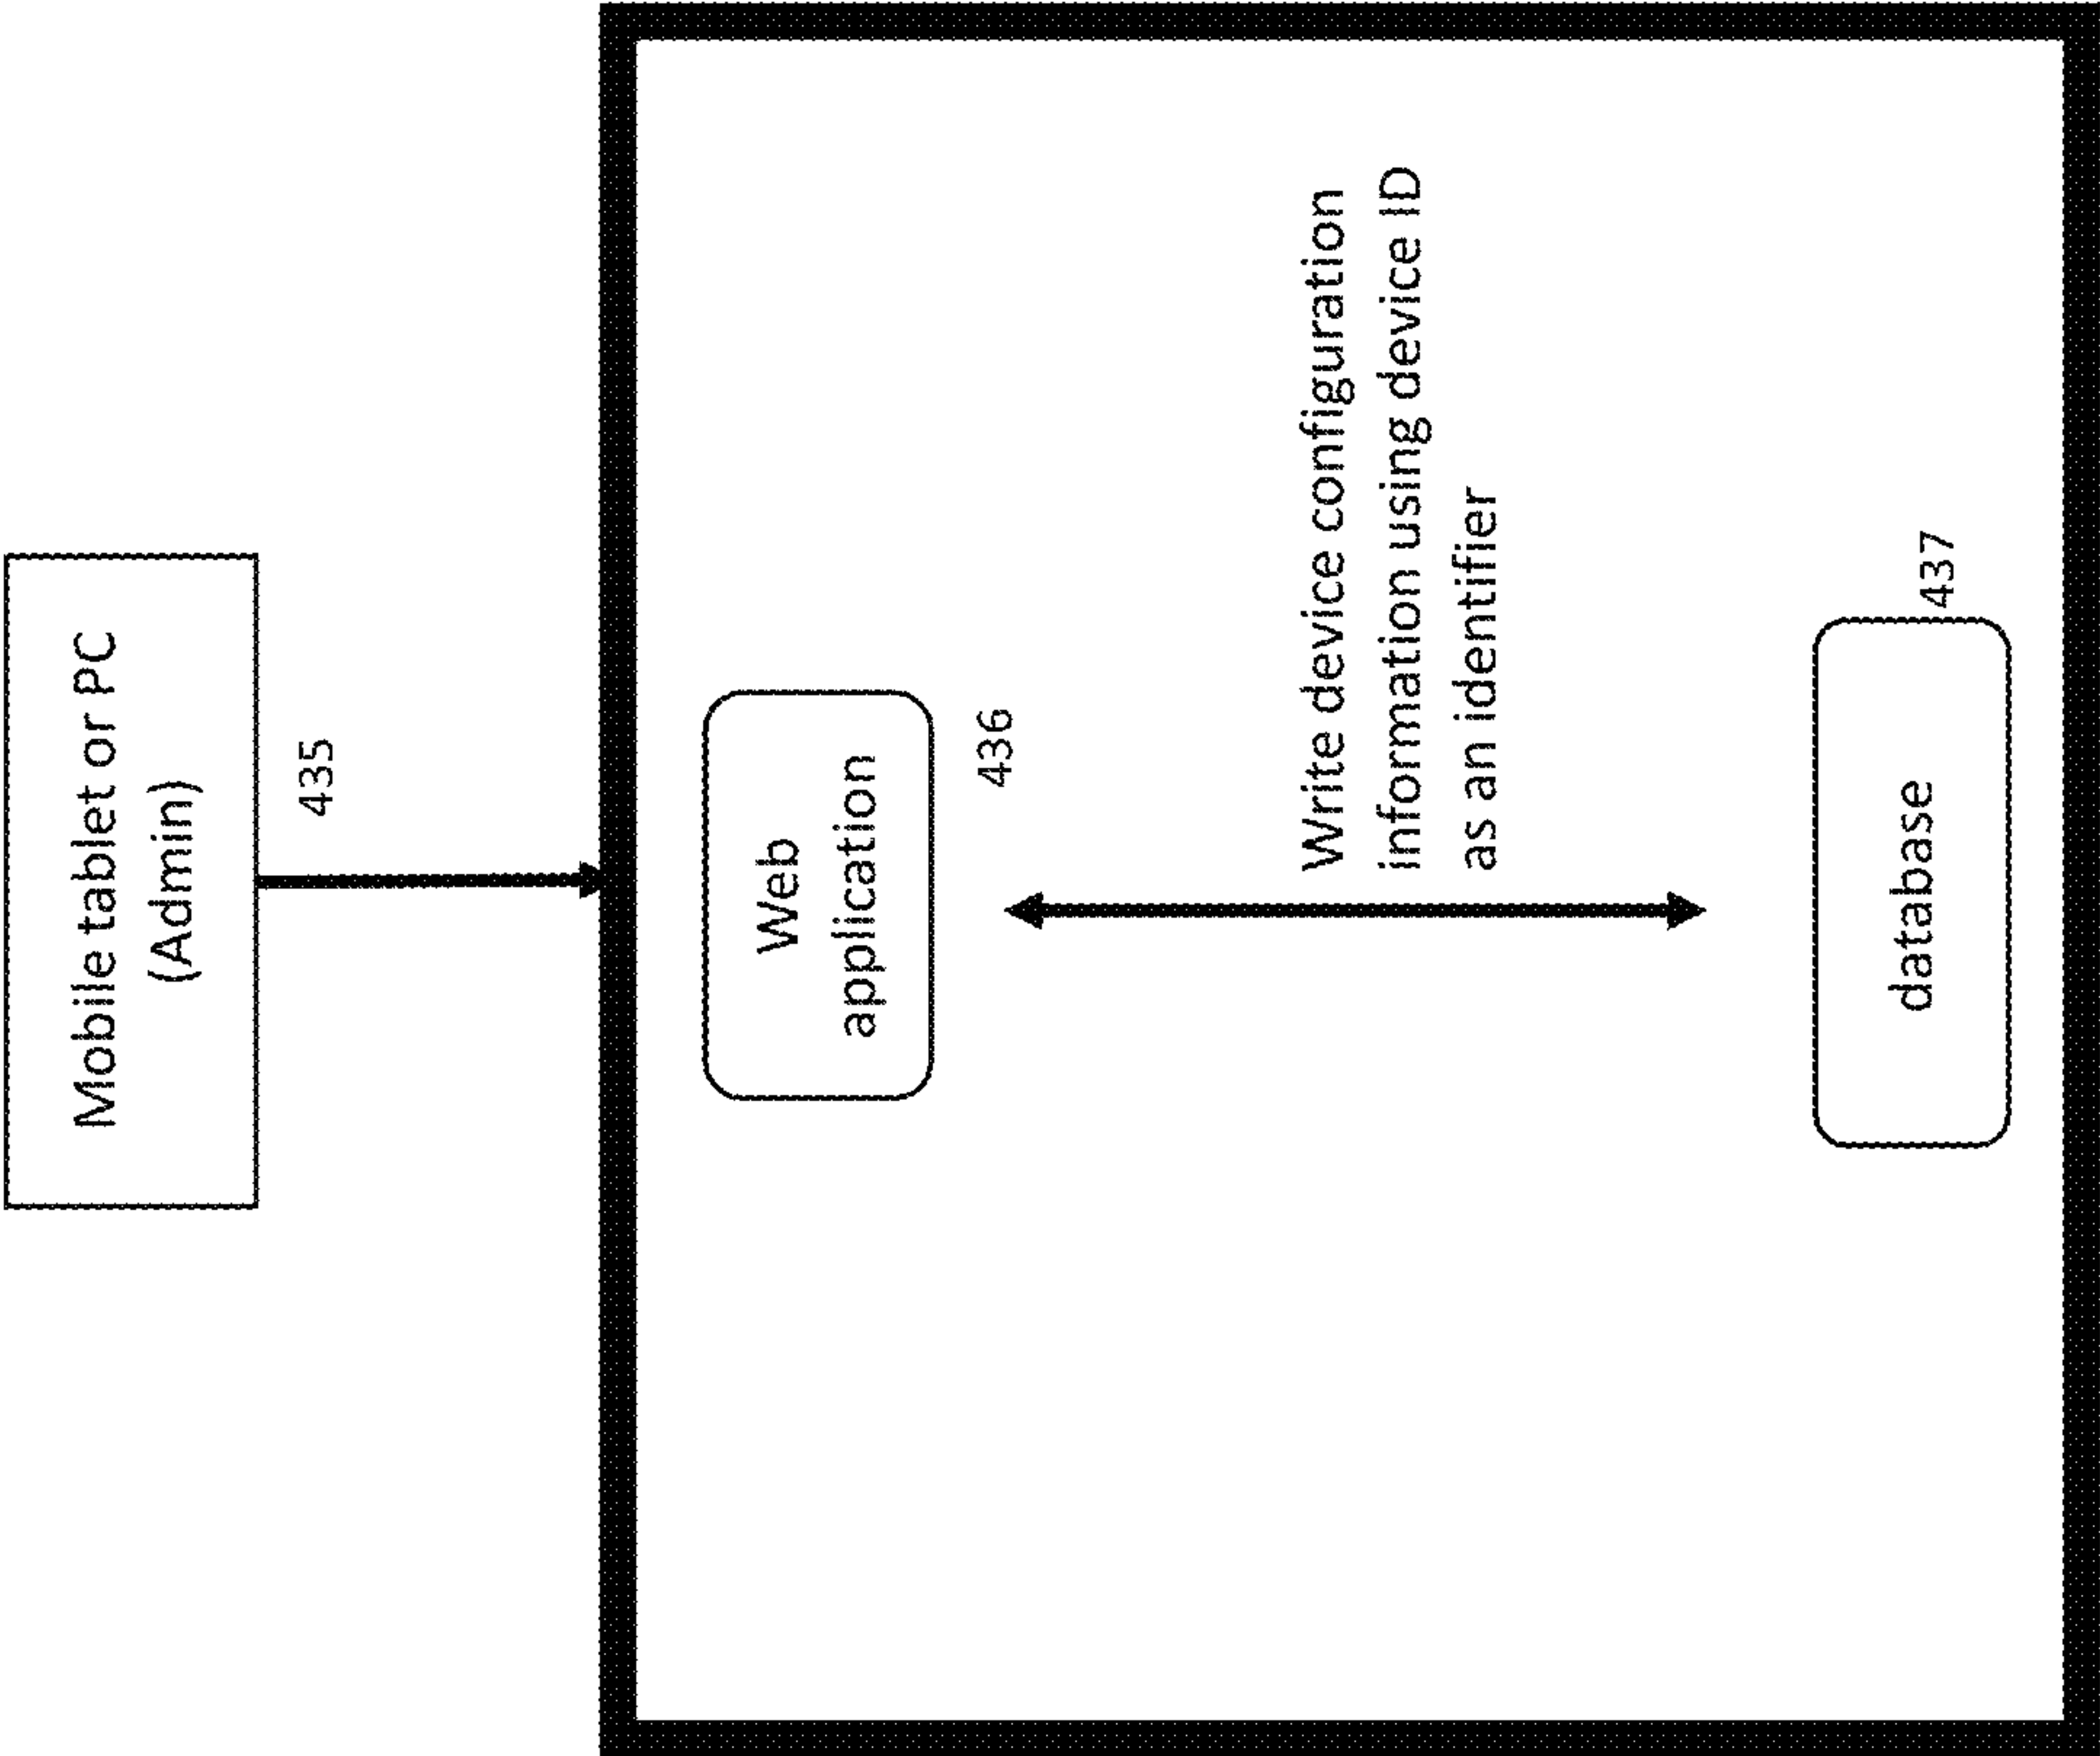 Mobile tablet or PC
(Admin)
435
Web
application
436
Write device configuration
information using device ID
as an identifier
database
437